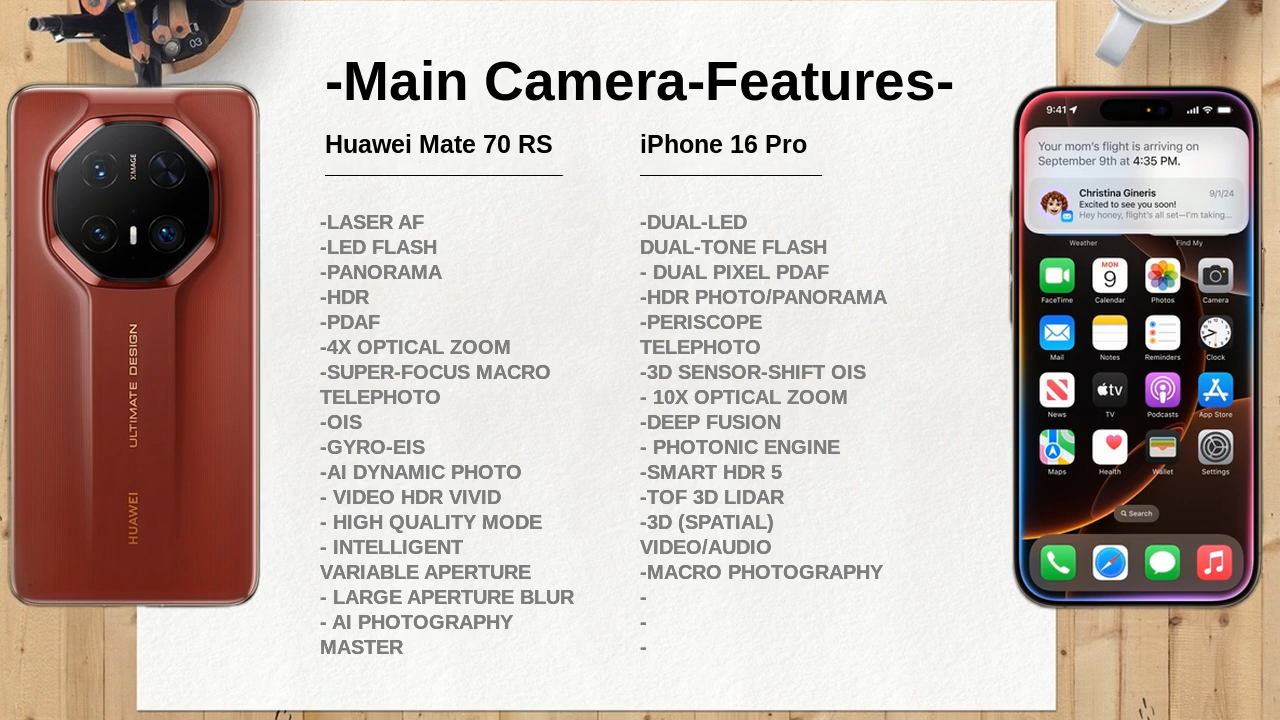 -Main Camera-Features-
Huawei Mate 70 RS
-LASER AF
-LED FLASH
-PANORAMA
-HDR
-PDAF
-4X OPTICAL ZOOM
-SUPER-FOCUS MACRO
TELEPHOTO
-OIS
-GYRO-EIS
-AI DYNAMIC PHOTO
- VIDEO HDR VIVID
- HIGH QUALITY MODE
- INTELLIGENT
VARIABLE APERTURE
- LARGE APERTURE BLUR
- AI PHOTOGRAPHY
MASTER
iPhone 16 Pro
-DUAL-LED
DUAL-TONE FLASH
- DUAL PIXEL PDAF
-HDR PHOTO/PANORAMA
-PERISCOPE
TELEPHOTO
-3D SENSOR-SHIFT OIS
- 10X OPTICAL ZOOM
-DEEP FUSION
- PHOTONIC ENGINE
-SMART HDR 5
-TOF 3D LIDAR
-3D (SPATIAL)
VIDEO/AUDIO
-MACRO PHOTOGRAPHY
-
-
-
03
XMAGE
ULTIMATE DESIGN
HUAWEI
9:41
Your mom's flight is arriving on
September 9th at 4:35 PM.
Christina Gineris 9/1/24
Excited to see you soon!
Hey honey, flight's all set—I'm taking...
Weather Find My
MON
9
FaceTime Calendar Photos Camera
Mail Notes Reminders Clock
tv
News TV Podcasts App Store
Maps Health Wallet Settings
Search